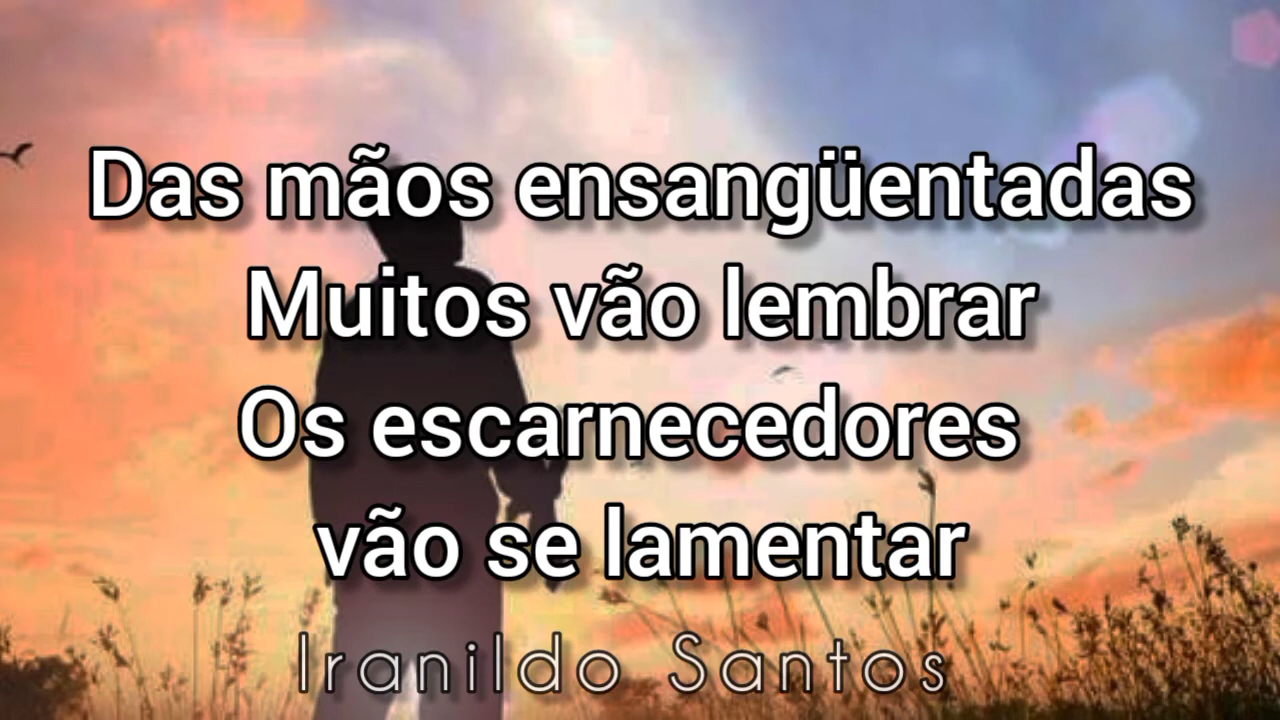 Das mãos ensangüentadas
Muitos vão lembrar
Os escarnecedores
vão se lamentar
Iranildo Santos